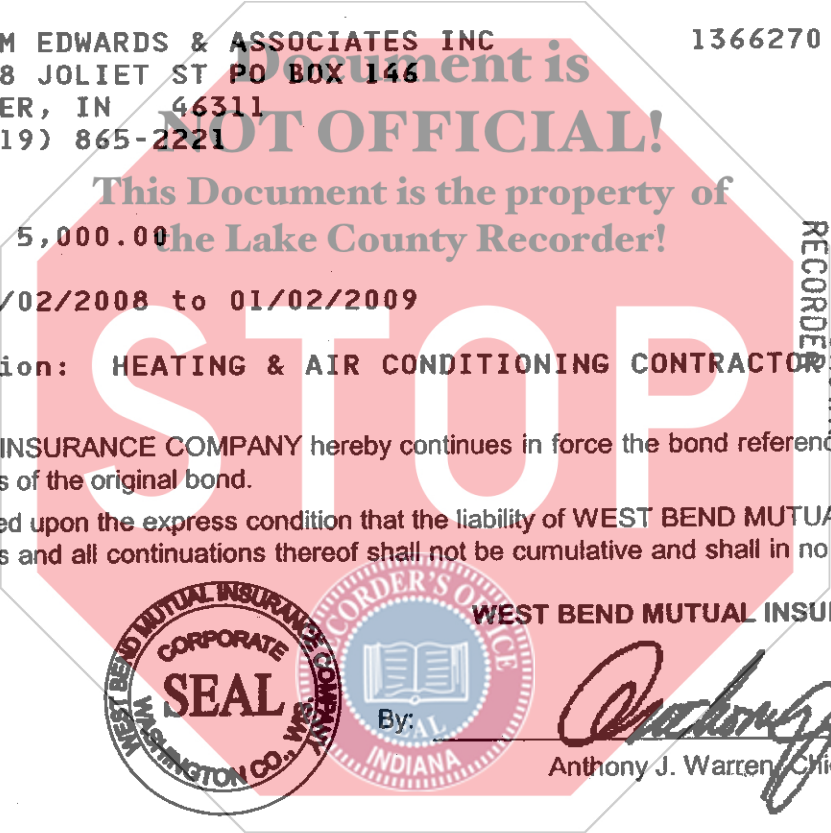 M EDWARDS & ASSOCIATES INC 1366270
8 JOLIET ST PO BOX 146
ER, IN 46311
19) 865-2221
Document is
NOT OFFICIAL!
This Document is the property of
the Lake County Recorder!
5,000.00
/02/2008 to 01/02/2009
RECORDER
ion: HEATING & AIR CONDITIONING CONTRACTOR
STOP
INSURANCE COMPANY hereby continues in force the bond referenc
s of the original bond.
ed upon the express condition that the liability of WEST BEND MUTUA
s and all continuations thereof shall not be cumulative and shall in no
WEST BEND MUTUAL INSU
WEST BEND MUTUAL INSURANCE COMPANY
CORPORATE
SEAL
WASHINGTON CO., WIS.
RECORDER'S OFFICE
SEAL
INDIANA
By:
Anthony J. Warren, Chi